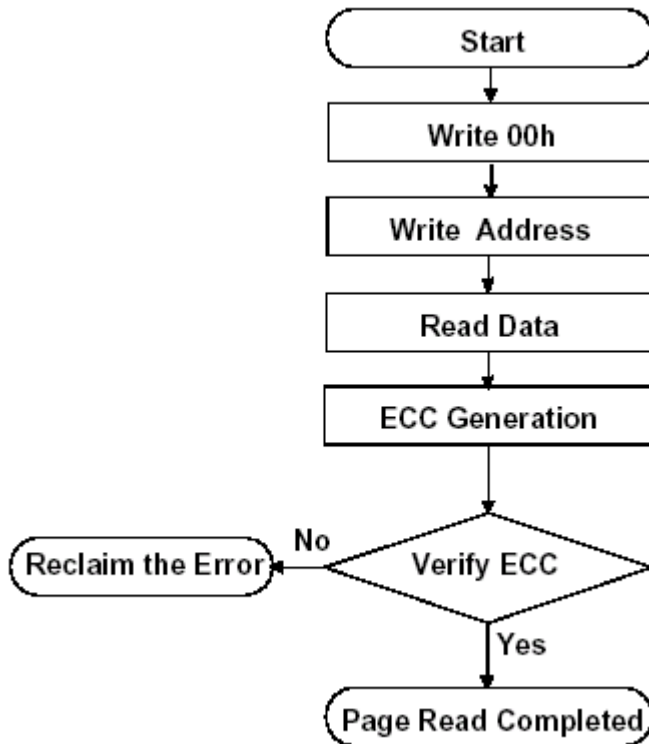 Start
Write 00h
Write Address
Read Data
ECC Generation
Verify ECC
No
Reclaim the Error
Yes
Page Read Completed